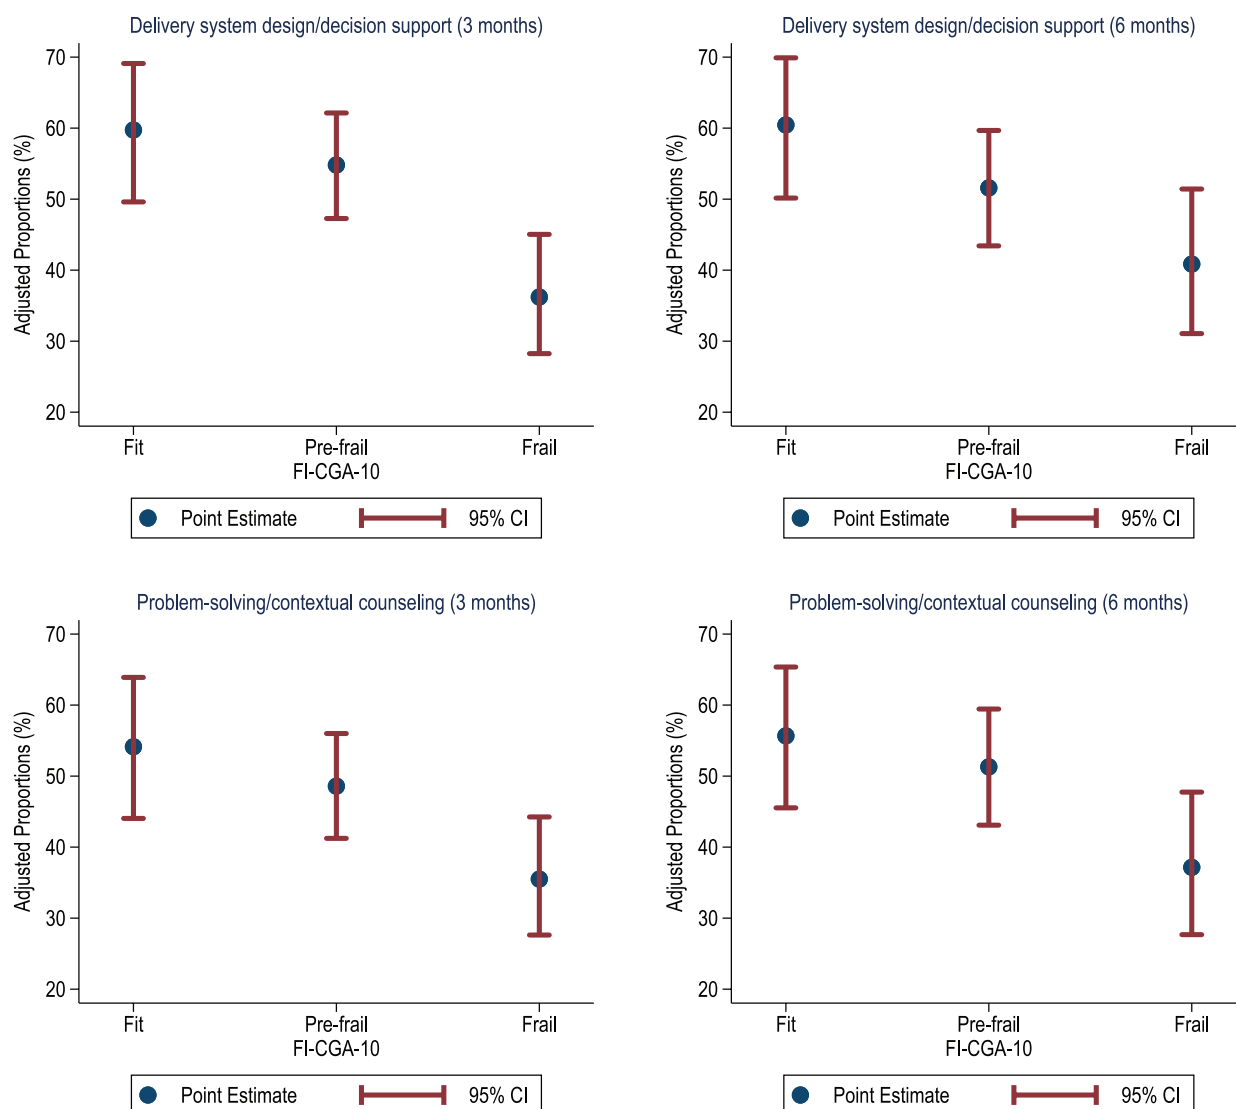 Delivery system design/decision support (3 months)
70
60
50
40
30
20
Adjusted Proportions (%)
Fit Pre-frail Frail
FI-CGA-10
Point Estimate 95% CI
Delivery system design/decision support (6 months)
70
60
50
40
30
20
Adjusted Proportions (%)
Fit Pre-frail Frail
FI-CGA-10
Point Estimate 95% CI
Problem-solving/contextual counseling (3 months)
70
60
50
40
30
20
Adjusted Proportions (%)
Fit Pre-frail Frail
FI-CGA-10
Point Estimate 95% CI
Problem-solving/contextual counseling (6 months)
70
60
50
40
30
20
Adjusted Proportions (%)
Fit Pre-frail Frail
FI-CGA-10
Point Estimate 95% CI